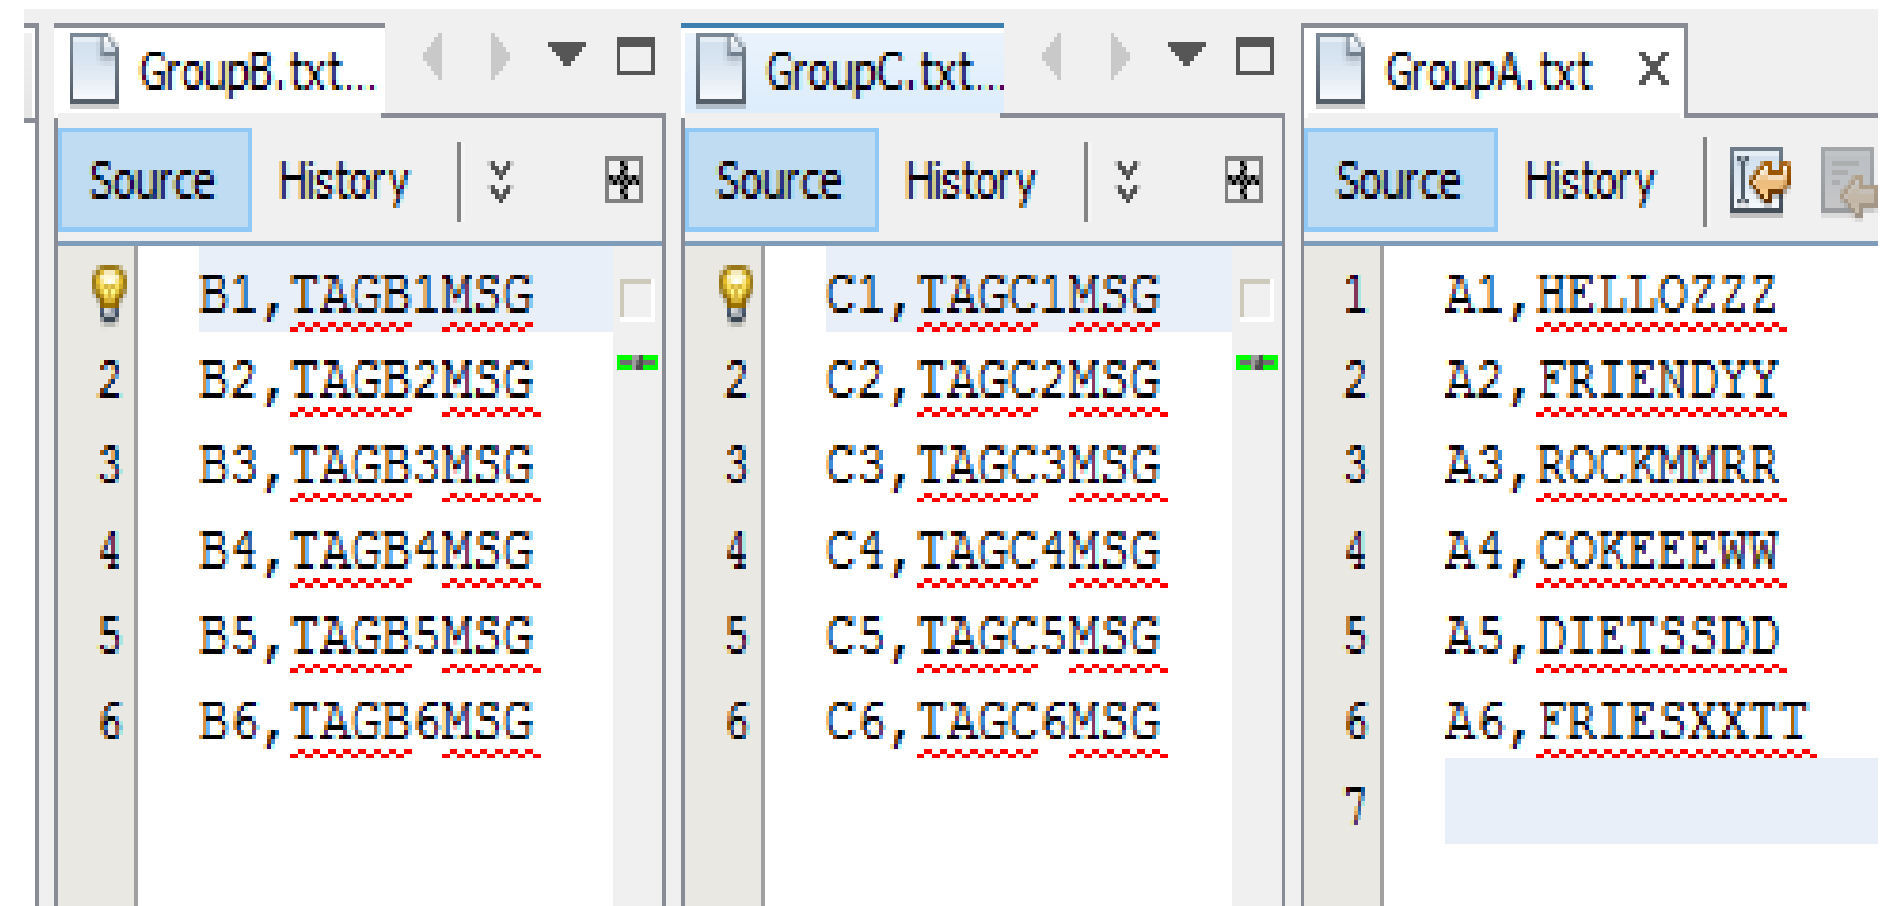 GroupB.txt...
Source History
B1,TAGB1MSG
2 B2,TAGB2MSG
3 B3,TAGB3MSG
4 B4,TAGB4MSG
5 B5,TAGB5MSG
6 B6,TAGB6MSG
GroupC.txt...
Source History
C1,TAGC1MSG
2 C2,TAGC2MSG
3 C3,TAGC3MSG
4 C4,TAGC4MSG
5 C5,TAGC5MSG
6 C6,TAGC6MSG
GroupA.txt X
Source History
1 A1,HELLOZZZ
2 A2,FRIENDYY
3 A3,ROCKMMRR
4 A4,COKEEEWW
5 A5,DIETSSDD
6 A6,FRIESXXTT
7